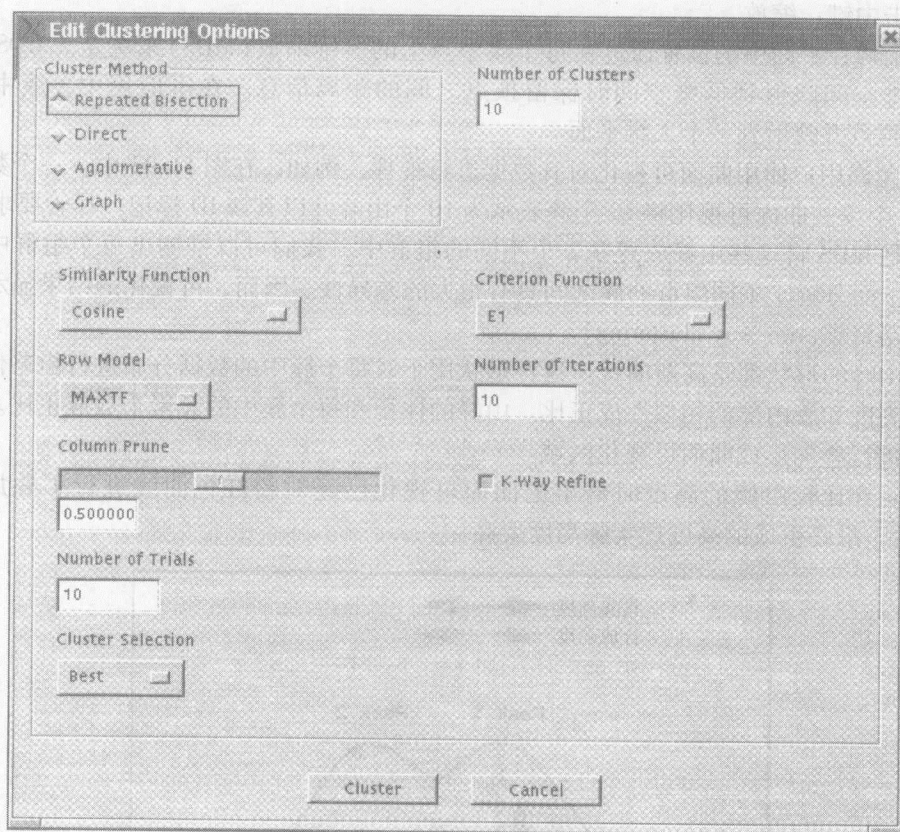 Edit Clustering Options
Cluster Method
Repeated Bisection
Direct
Agglomerative
Graph
Number of Clusters
10
Similarity Function
Cosine
Criterion Function
E1
Row Model
MAXTF
Number of Iterations
10
Column Prune
0.500000
K-Way Refine
Number of Trials
10
Cluster Selection
Best
Cluster
Cancel